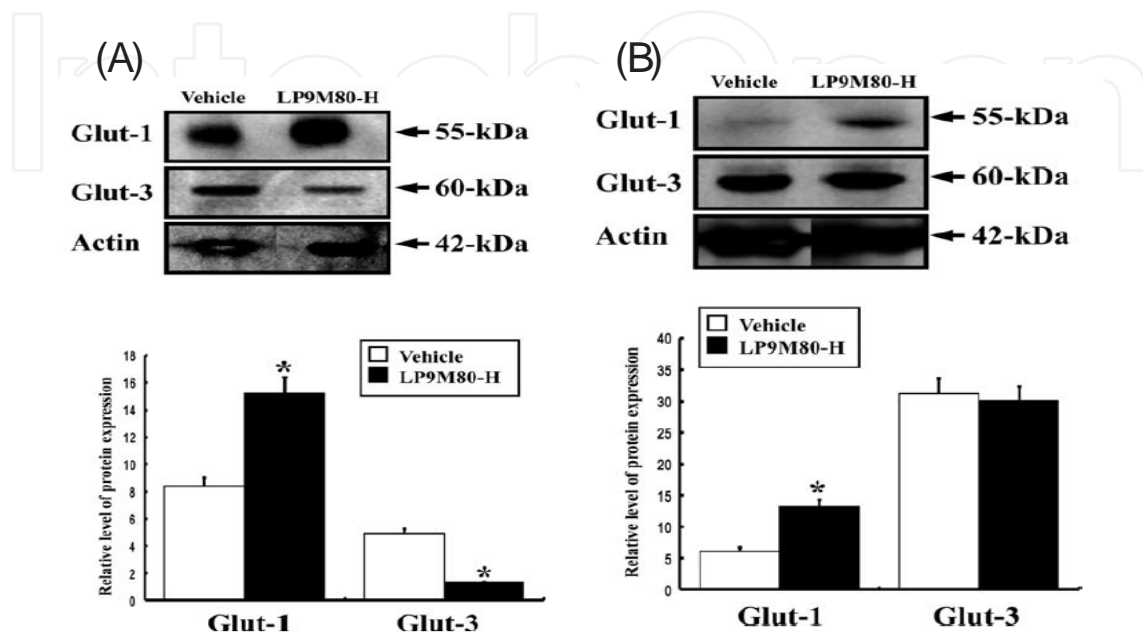 IntechOpen
(A)
Vehicle LP9M80-H
Glut-1 55-kDa
Glut-3 60-kDa
Actin 42-kDa
Vehicle
LP9M80-H
Relative level of protein expression
18
16
14
12
10
8
6
4
2
0
*
*
Glut-1 Glut-3
(B)
Vehicle LP9M80-H
Glut-1 55-kDa
Glut-3 60-kDa
Actin 42-kDa
Vehicle
LP9M80-H
Relative level of protein expression
40
35
30
25
20
15
10
5
0
*
Glut-1 Glut-3